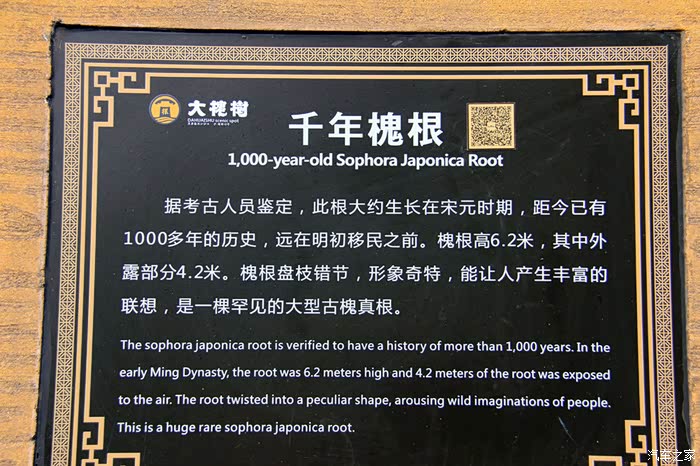 大槐树
DAHUAISHU scenic spot
千年槐根
1,000-year-old Sophora Japonica Root
据考古人员鉴定，此根大约生长在宋元时期，距今已有
1000多年的历史，远在明初移民之前。槐根高6.2米，其中外
露部分4.2米。槐根盘枝错节，形象奇特，能让人产生丰富的
联想，是一棵罕见的大型古槐真根。
The sophora japonica root is verified to have a history of more than 1,000 years. In the
early Ming Dynasty, the root was 6.2 meters high and 4.2 meters of the root was exposed
to the air. The root twisted into a peculiar shape, arousing wild imaginations of people.
This is a huge rare sophora japonica root.
汽车之家